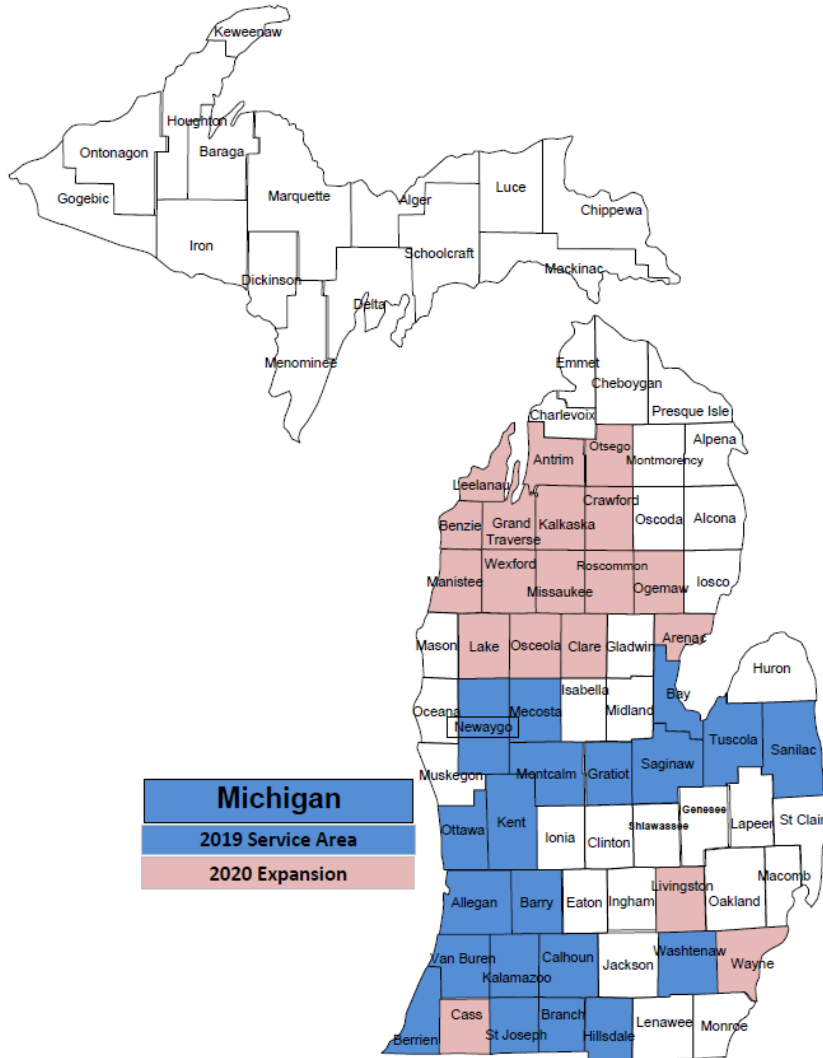 Keweenaw
Houghton
Ontonagon
Baraga
Gogebic
Marquette
Alger
Luce
Chippewa
Iron
Schoolcraft
Dickinson
Mackinac
Delta
Menominee
Emmet
Cheboygan
Charlevoix
Presque Isle
Otsego
Alpena
Antrim
Montmorency
Leelanau
Crawford
Benzie
Grand
Traverse
Kalkaska
Oscoda
Alcona
Wexford
Roscommon
Manistee
Missaukee
Ogemaw
Iosco
Mason
Lake
Osceola
Clare
Gladwin
Arenac
Huron
Isabella
Bay
Oceana
Mecosta
Midland
Newaygo
Tuscola
Sanilac
Muskegon
Montcalm
Gratiot
Saginaw
Michigan
2019 Service Area
2020 Expansion
Ottawa
Kent
Ionia
Clinton
Shiawassee
Genesee
Lapeer
St Clair
Allegan
Barry
Eaton
Ingham
Livingston
Oakland
Macomb
Van Buren
Kalamazoo
Calhoun
Jackson
Washtenaw
Wayne
Berrien
Cass
St Joseph
Branch
Hillsdale
Lenawee
Monroe